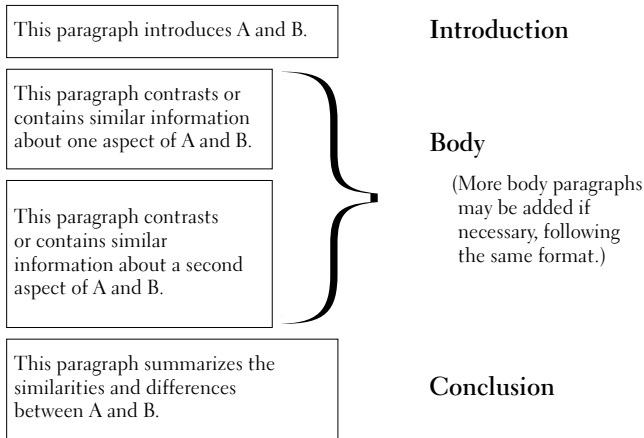 This paragraph introduces A and B.
Introduction
This paragraph contrasts or
contains similar information
about one aspect of A and B.
This paragraph contrasts
or contains similar
information about a second
aspect of A and B.
Body
(More body paragraphs
may be added if
necessary, following
the same format.)
This paragraph summarizes the
similarities and differences
between A and B.
Conclusion